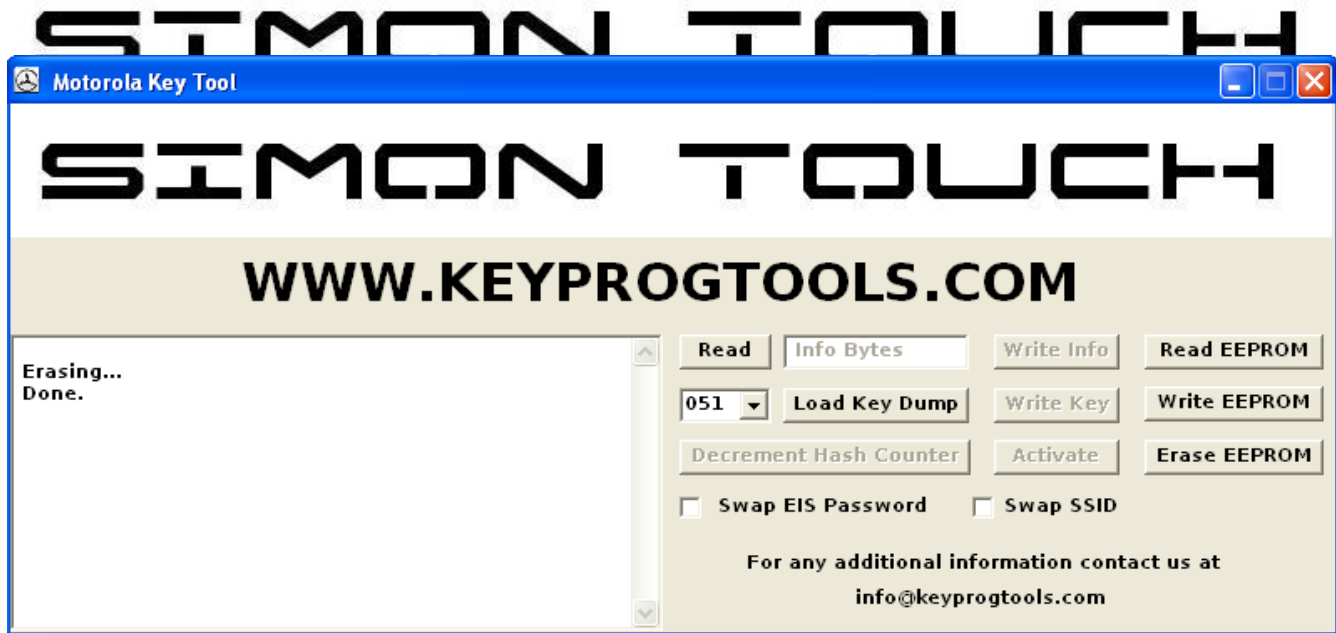 SIMON TOUCH
Motorola Key Tool
SIMON TOUCH
WWW.KEYPROGTOOLS.COM
Erasing...
Done.
Read Info Bytes Write Info Read EEPROM
051 Load Key Dump Write Key Write EEPROM
Decrement Hash Counter Activate Erase EEPROM
Swap EIS Password Swap SSID
For any additional information contact us at
info@keyprogtools.com